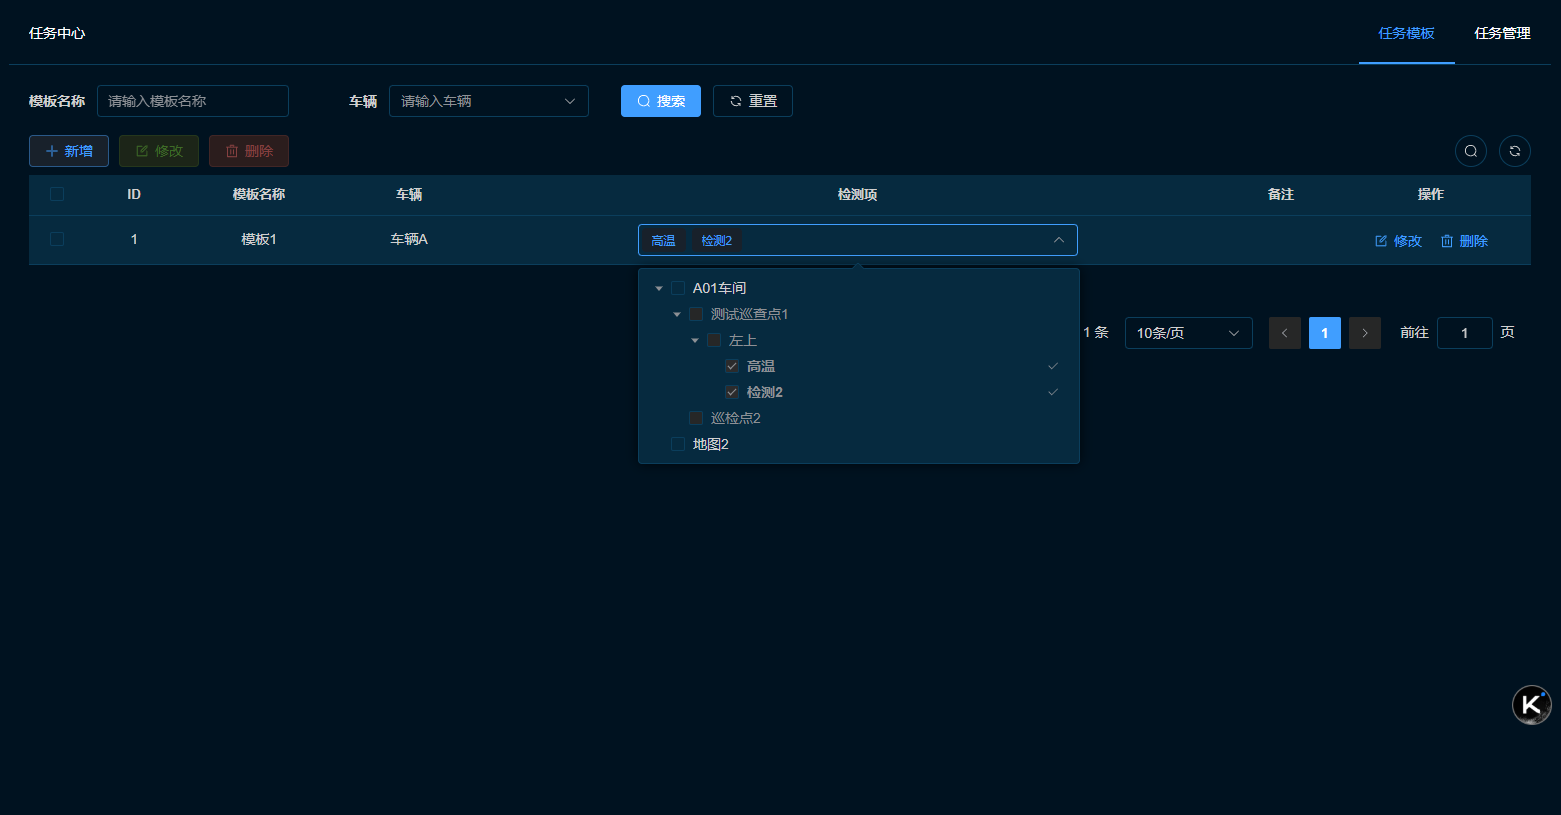 任务中心 任务模板 任务管理
模板名称 请输入模板名称 车辆 请输入车辆 搜索 重置
新增 修改 删除
ID 模板名称 车辆 检测项 备注 操作
1 模板1 车辆A 高温 检测2 修改 删除
A01车间
测试巡查点1
左上
高温
检测2
巡检点2
地图2
1 条 10条/页 1 前往 1 页
K